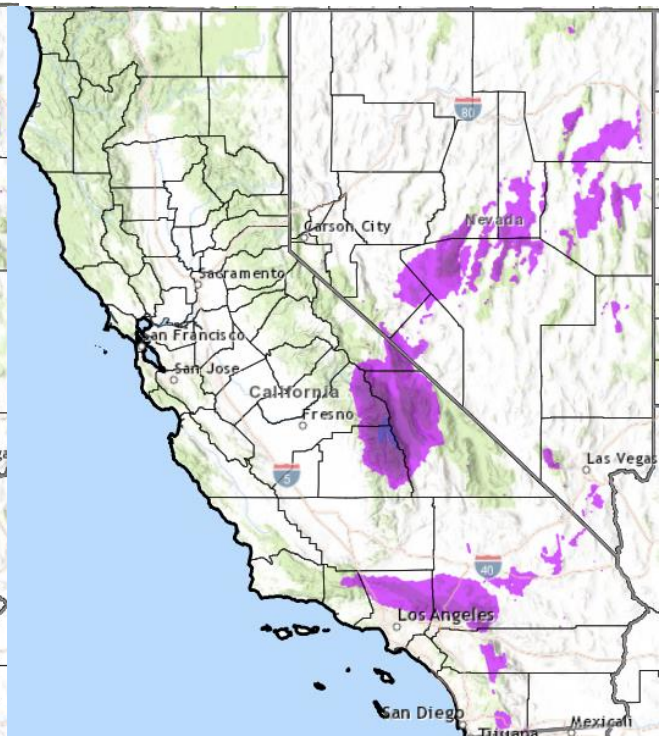 80
Nevada
Carson City
Sacramento
San Francisco
San Jose
California
Fresno
5
Las Vegas
40
Los Angeles
San Diego
Tijuana
Mexicali